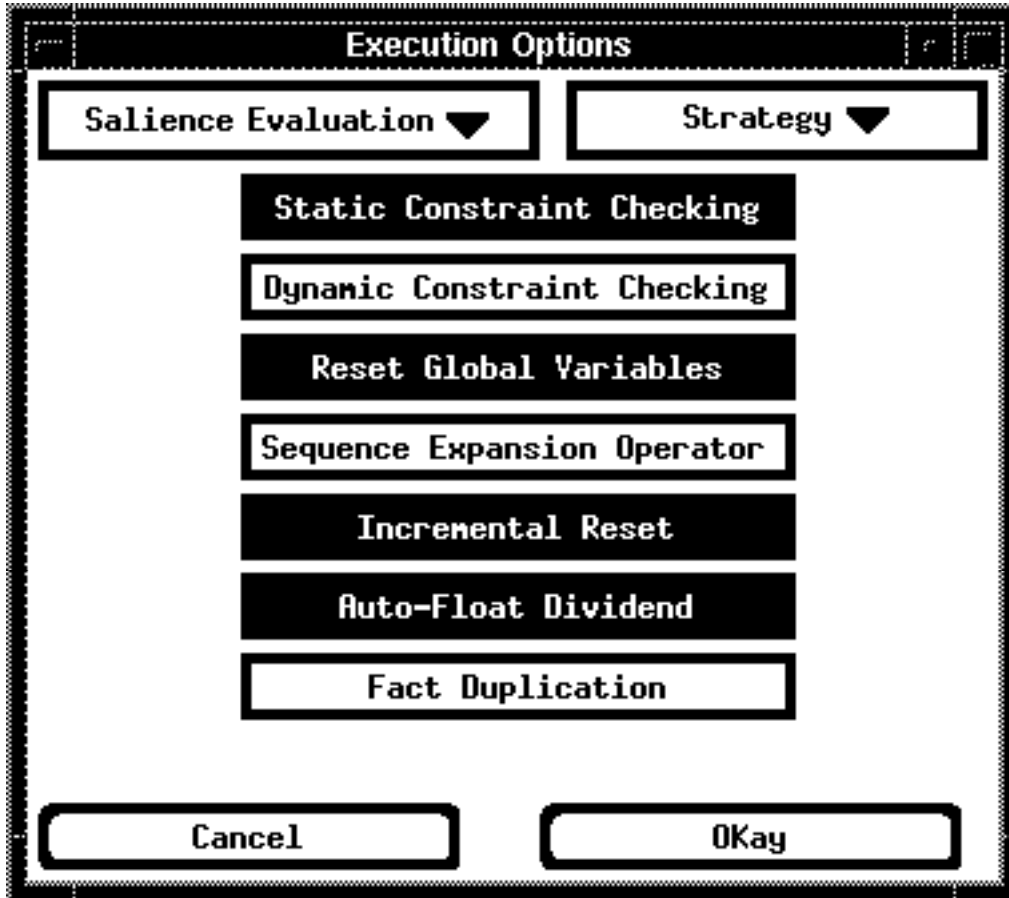 Execution Options
Salience Evaluation
Strategy
Static Constraint Checking
Dynamic Constraint Checking
Reset Global Variables
Sequence Expansion Operator
Incremental Reset
Auto-Float Dividend
Fact Duplication
Cancel
OKay